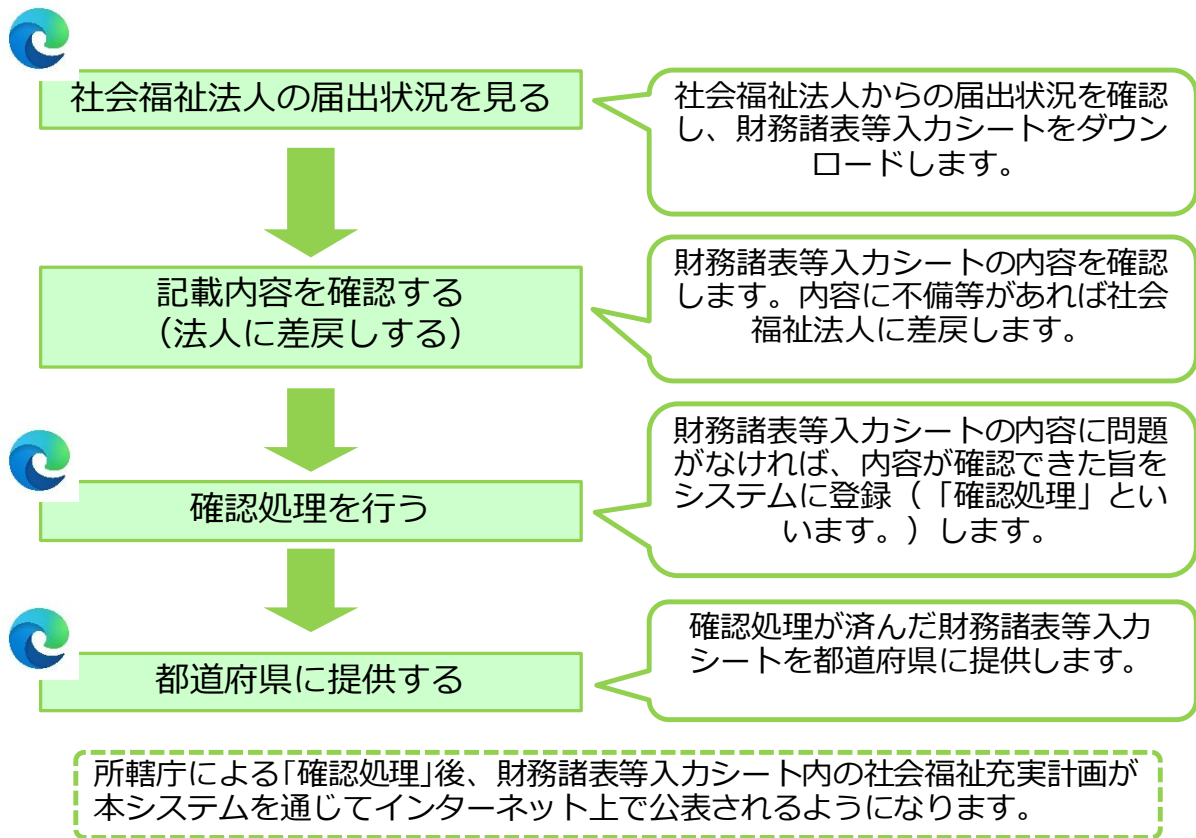 社会福祉法人の届出状況を見る
社会福祉法人からの届出状況を確認
し、財務諸表等入力シートをダウン
ロードします。
記載内容を確認する
（法人に差戻しする）
財務諸表等入力シートの内容を確認
します。内容に不備等があれば社会
福祉法人に差戻します。
確認処理を行う
財務諸表等入力シートの内容に問題
がなければ、内容が確認できた旨を
システムに登録（「確認処理」とい
います。）します。
都道府県に提供する
確認処理が済んだ財務諸表等入力
シートを都道府県に提供します。
所轄庁による｢確認処理｣後、財務諸表等入力シート内の社会福祉充実計画が
本システムを通じてインターネット上で公表されるようになります。